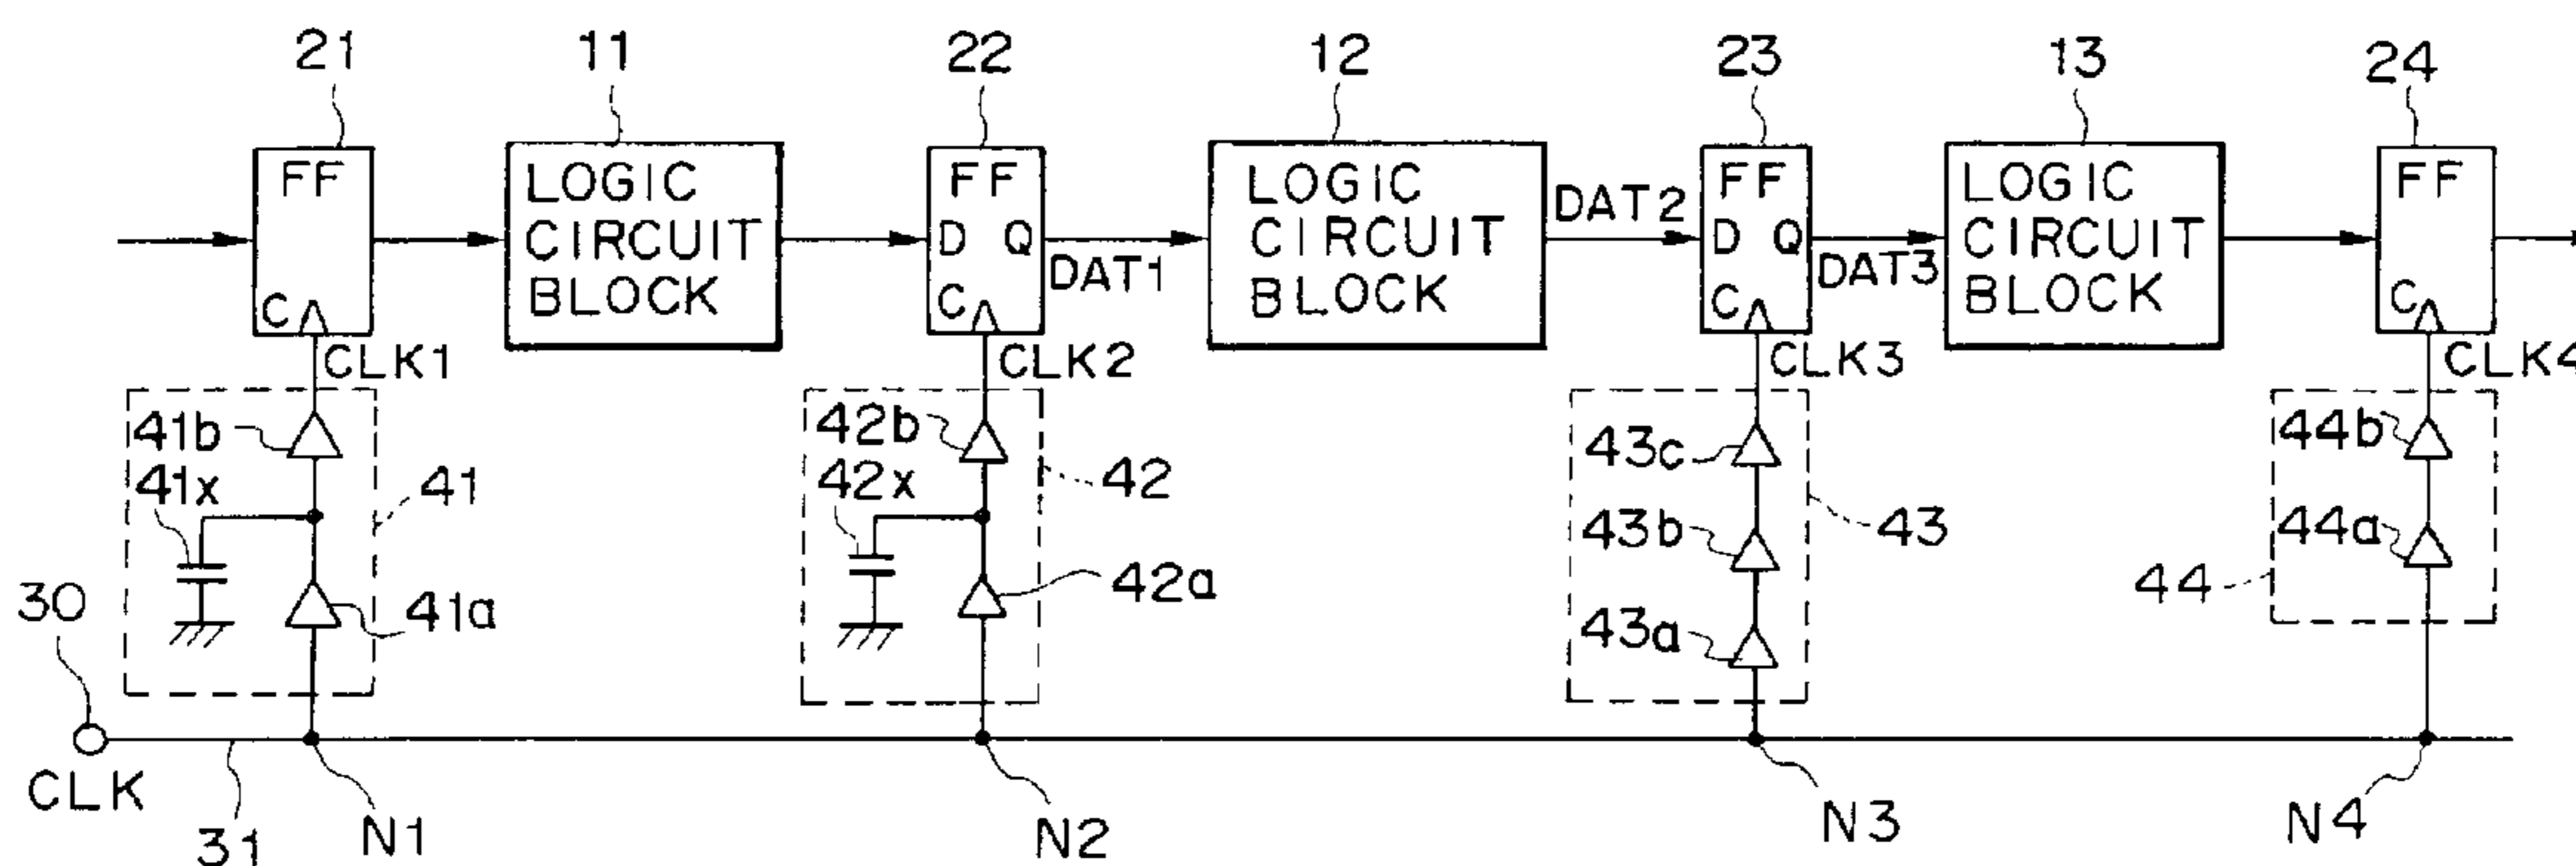 21
11
22
12
23
13
24
FF
C
LOGIC
CIRCUIT
BLOCK
FF
D Q
C
DAT1
LOGIC
CIRCUIT
BLOCK
DAT2
FF
D Q
C
DAT3
LOGIC
CIRCUIT
BLOCK
FF
C
CLK1
CLK2
CLK3
CLK4
41b
41x
41
41a
42b
42x
42
42a
43c
43b
43a
43
44b
44a
44
30
CLK
31
N1
N2
N3
N4